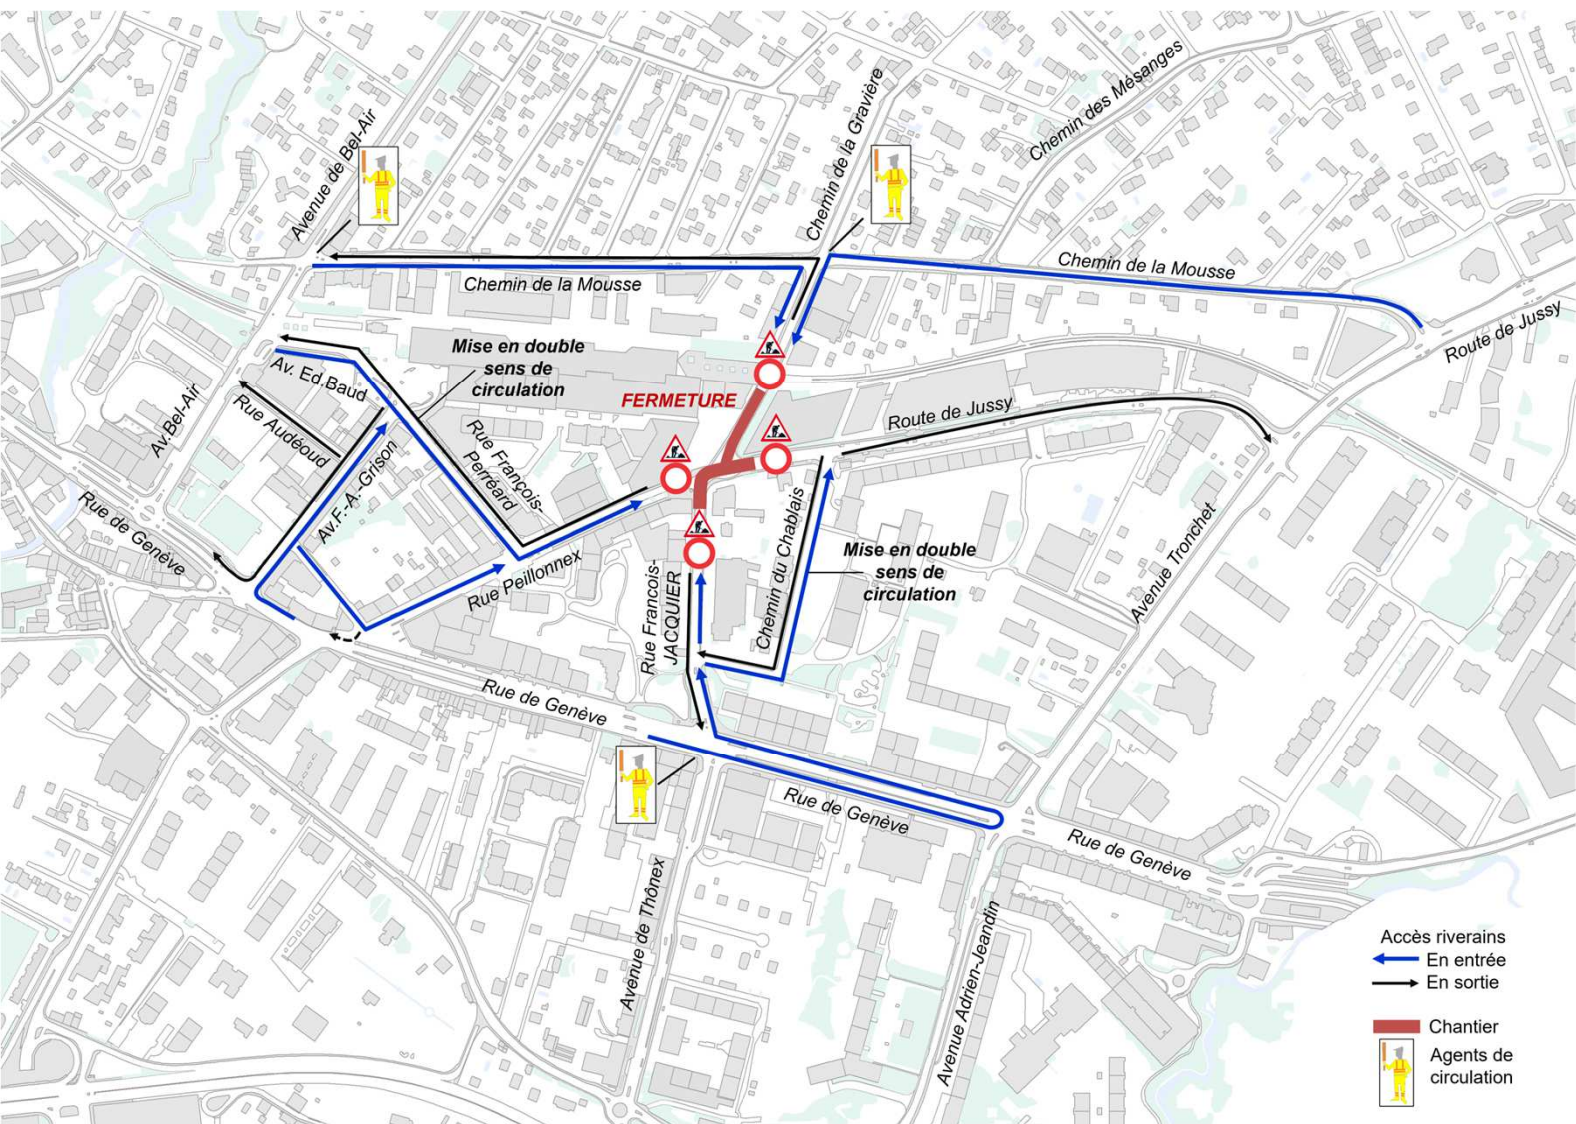 Chemin des Mésanges
Chemin de la Gravière
Avenue de Bel-Air
Chemin de la Mousse
Chemin de la Mousse
Route de Jussy
Mise en double
sens de
circulation
Av. Ed.Baud
FERMETURE
Av.Bel-Air
Rue Audéoud
Route de Jussy
Rue François-
Perréard
Av.F.-A.-Grison
Rue de Genève
Chemin du Chablais
Mise en double
sens de
circulation
Avenue Tronchet
Rue Peillonnex
Rue Francois-
JACQUIER
Rue de Genève
Rue de Genève
Rue de Genève
Avenue de Thônex
Avenue Adrien-Jeandin
Accès riverains
En entrée
En sortie
Chantier
Agents de
circulation